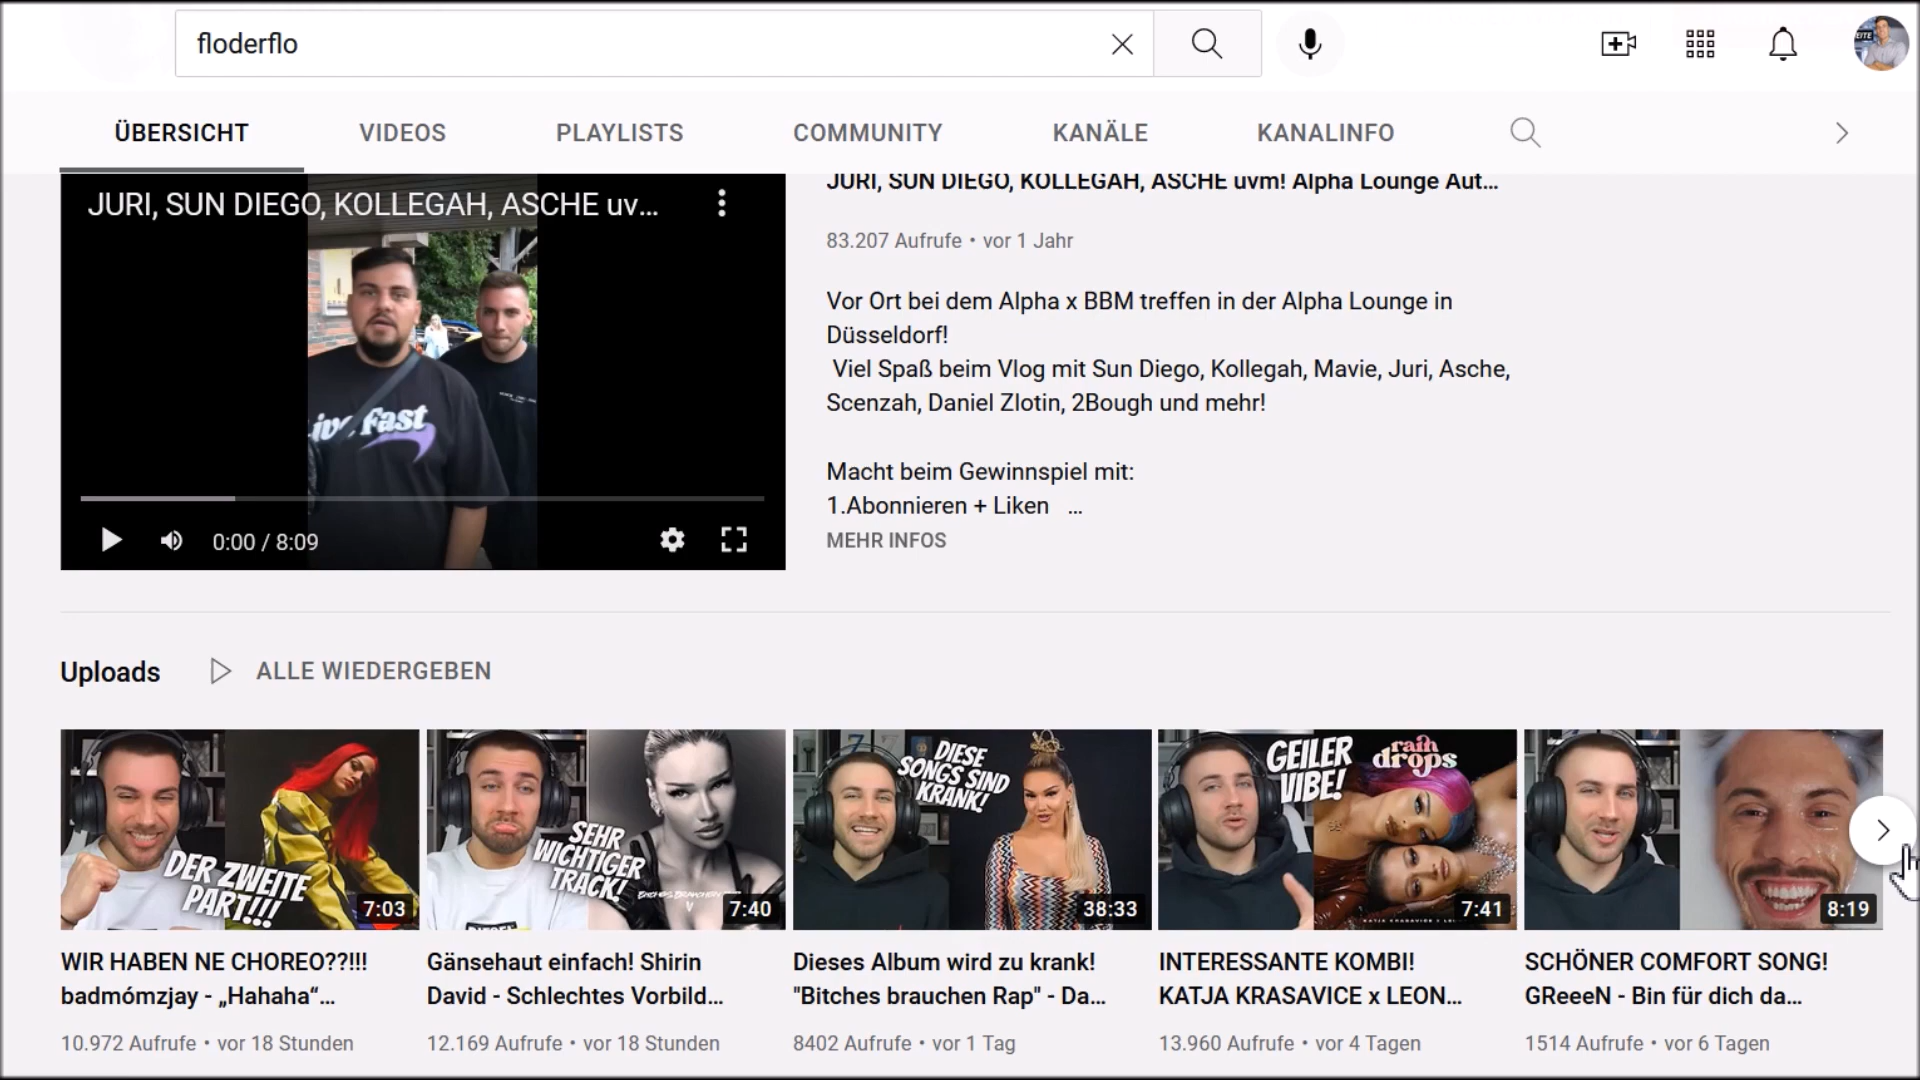 floderflo
EITE
ÜBERSICHT
VIDEOS
PLAYLISTS
COMMUNITY
KANÄLE
KANALINFO
JURI, SUN DIEGO, KOLLEGAH, ASCHE uv...
Live Fast
0:00 / 8:09
JURI, SUN DIEGO, KOLLEGAH, ASCHE uvm! Alpha Lounge Aut...
83.207 Aufrufe • vor 1 Jahr
Vor Ort bei dem Alpha x BBM treffen in der Alpha Lounge in
Düsseldorf!
Viel Spaß beim Vlog mit Sun Diego, Kollegah, Mavie, Juri, Asche,
Scenzah, Daniel Zlotin, 2Bough und mehr!
Macht beim Gewinnspiel mit:
1.Abonnieren + Liken ...
MEHR INFOS
Uploads
ALLE WIEDERGEBEN
DER ZWEITE
PART!!!
7:03
WIR HABEN NE CHOREO??!!!
badmómzjay - „Hahaha“...
10.972 Aufrufe • vor 18 Stunden
SEHR
WICHTIGER
TRACK!
7:40
Gänsehaut einfach! Shirin
David - Schlechtes Vorbild...
12.169 Aufrufe • vor 18 Stunden
7
DIESE
SONGS SIND
KRANK!
38:33
Dieses Album wird zu krank!
"Bitches brauchen Rap" - Da...
8402 Aufrufe • vor 1 Tag
GEILER
VIBE!
rain
drops
7:41
INTERESSANTE KOMBI!
KATJA KRASAVICE x LEON...
13.960 Aufrufe • vor 4 Tagen
8:19
SCHÖNER COMFORT SONG!
GReeeN - Bin für dich da...
1514 Aufrufe • vor 6 Tagen